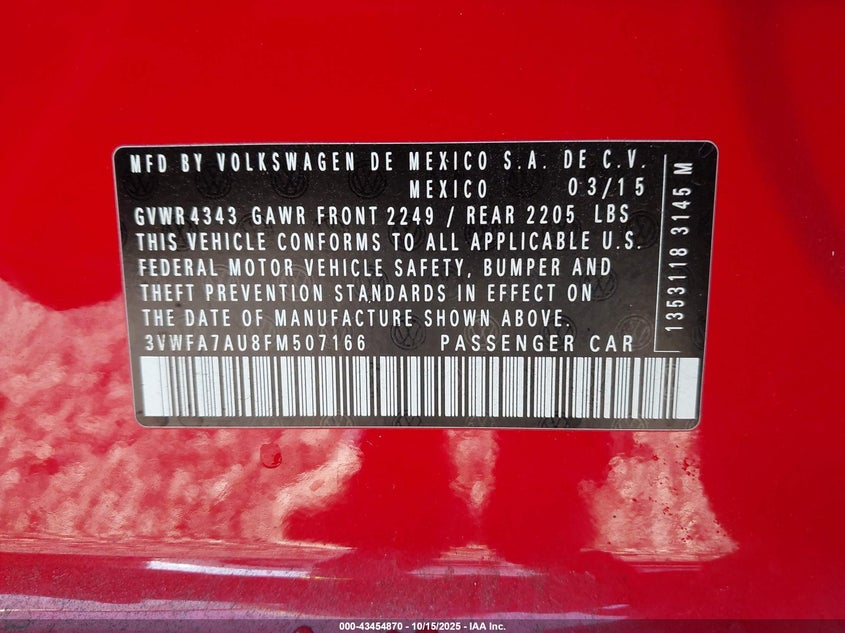 MFD BY VOLKSWAGEN DE MEXICO S.A. DE C.V.
MEXICO 03/15
GVWR4343 GAWR FRONT 2249 / REAR 2205 LBS
THIS VEHICLE CONFORMS TO ALL APPLICABLE U.S.
FEDERAL MOTOR VEHICLE SAFETY, BUMPER AND
THEFT PREVENTION STANDARDS IN EFFECT ON
THE DATE OF MANUFACTURE SHOWN ABOVE.
3VWFA7AU8FM507166 PASSENGER CAR
1353118 3145 M
000-43454870 - 10/15/2025 - IAA Inc.